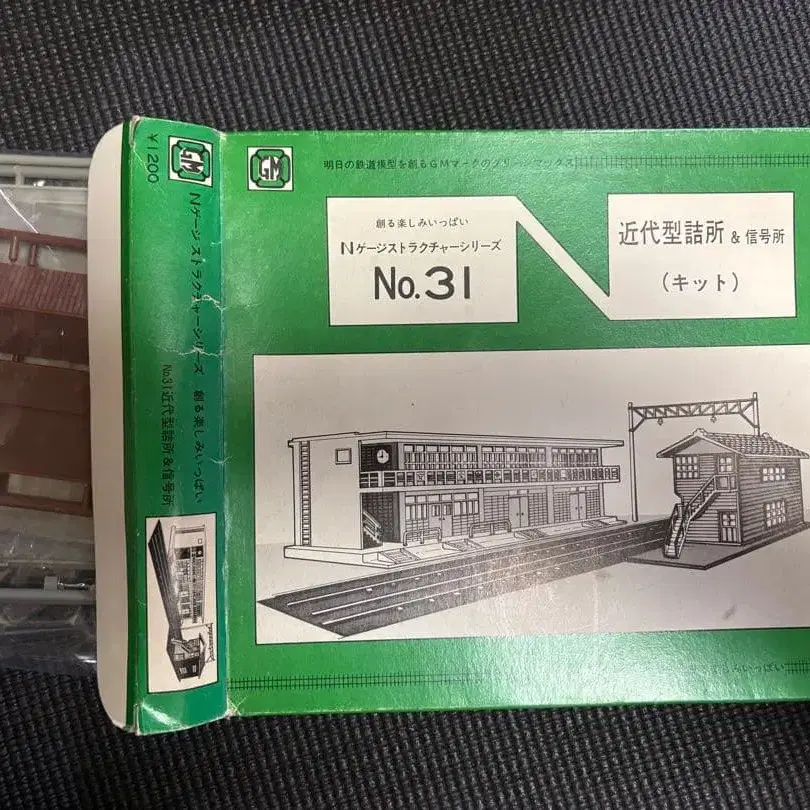 ¥1200
GM
Nゲージストラクチャーシリーズ 創る楽しみいっぱい
No.31近代型詰所&信号所
GM
明日の鉄道模型を創るGMマークのグリーンマックス
創る楽しみいっぱい
Nゲージストラクチャーシリーズ
No.31
近代型詰所 & 信号所
(キット)